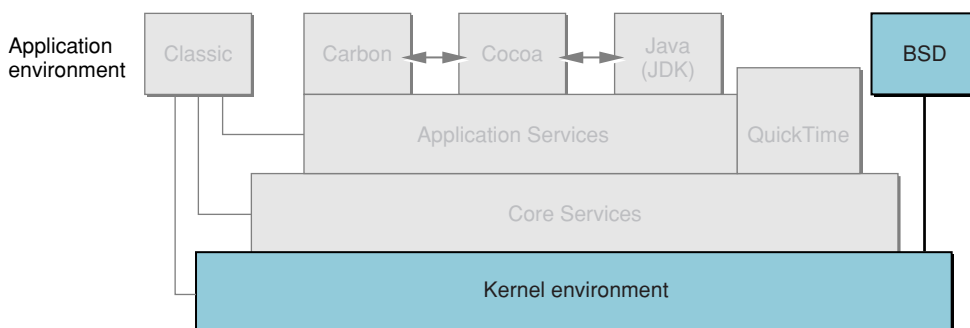 Application
environment
Classic
Carbon
Cocoa
Java
(JDK)
BSD
Application Services
QuickTime
Core Services
Kernel environment